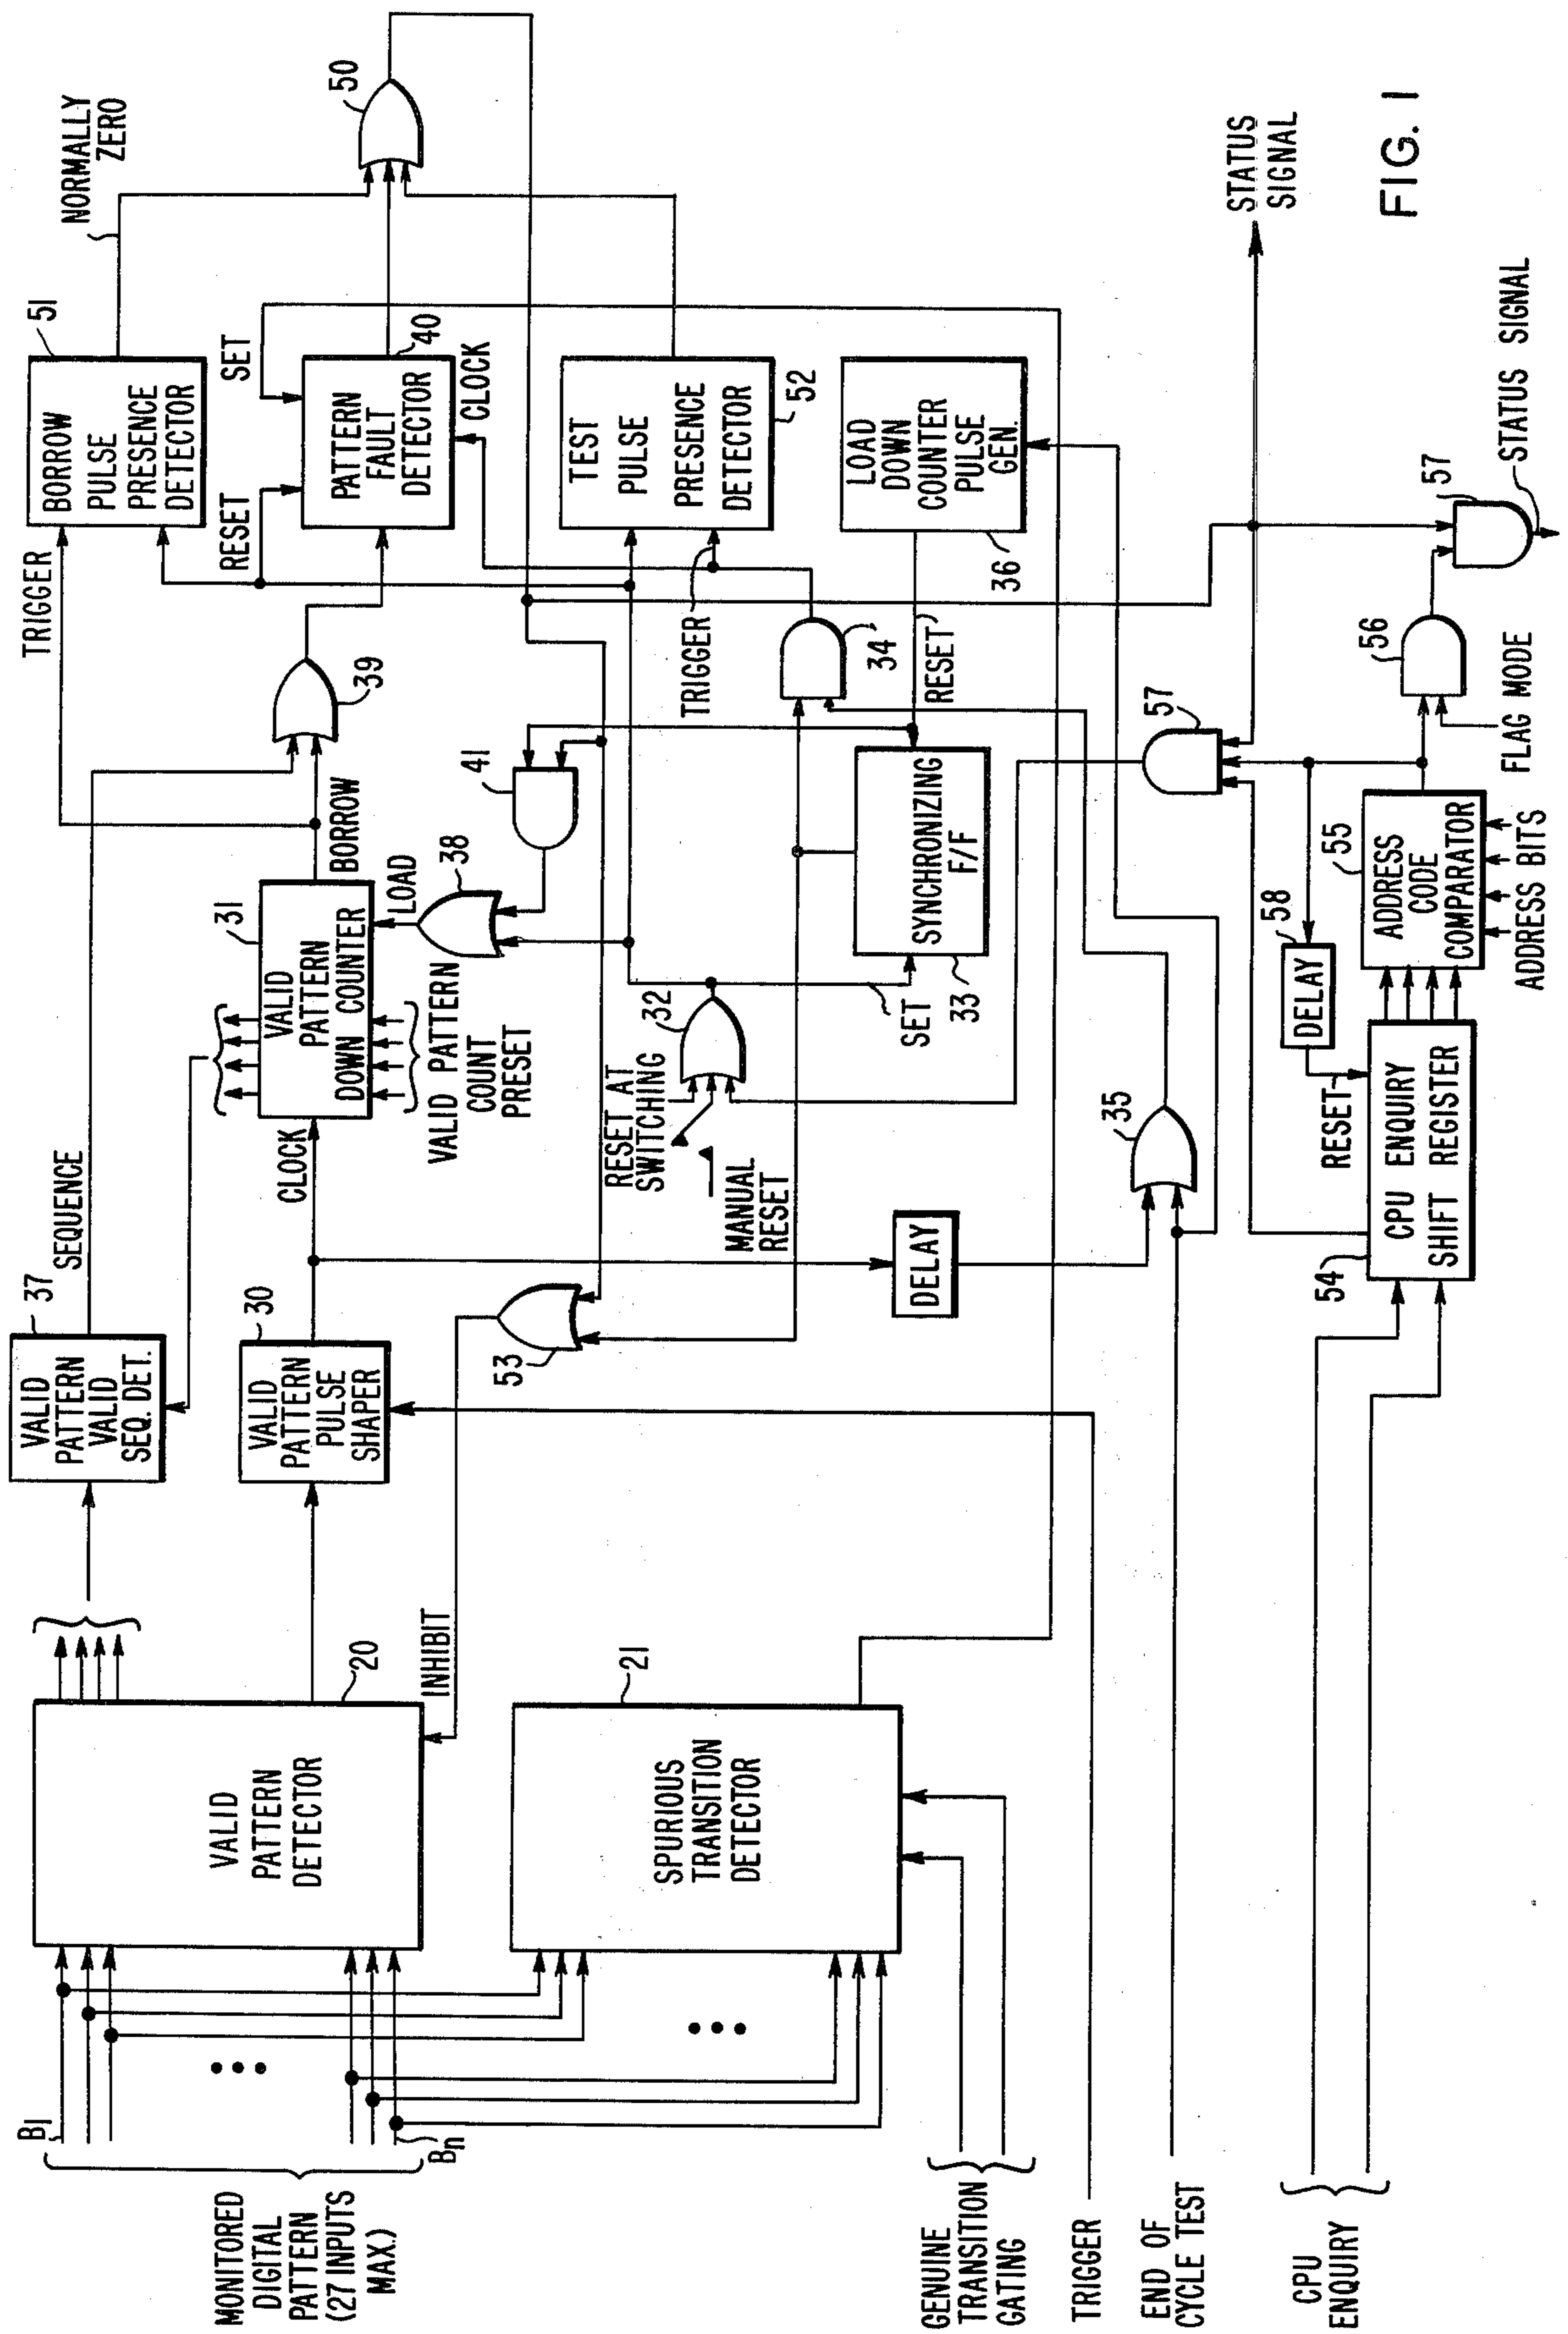 MONITORED
DIGITAL
PATTERN
(27 INPUTS
MAX.)
B1
Bn
VALID
PATTERN
DETECTOR
20
INHIBIT
SPURIOUS
TRANSITION
DETECTOR
21
GENUINE
TRANSITION
GATING
TRIGGER
END OF
CYCLE TEST
CPU
ENQUIRY
VALID
PATTERN
VALID
SEQ. DET.
37
SEQUENCE
VALID
PATTERN
PULSE
SHAPER
30
CLOCK
VALID
PATTERN
DOWN COUNTER
31
VALID PATTERN
COUNT
PRESET
LOAD
BORROW
38
41
39
53
RESET AT
SWITCHING
MANUAL
RESET
32
SET
SYNCHRONIZING
F/F
33
DELAY
35
34
RESET
TRIGGER
TRIGGER
BORROW
PULSE
PRESENCE
DETECTOR
51
NORMALLY
ZERO
RESET
SET
PATTERN
FAULT
DETECTOR
40
CLOCK
TEST
PULSE
PRESENCE
DETECTOR
52
LOAD
DOWN
COUNTER
PULSE
GEN.
36
50
CPU ENQUIRY
SHIFT REGISTER
54
RESET
DELAY
58
ADDRESS
CODE
COMPARATOR
55
ADDRESS BITS
57
56
FLAG MODE
57
STATUS SIGNAL
STATUS
SIGNAL
FIG. 1